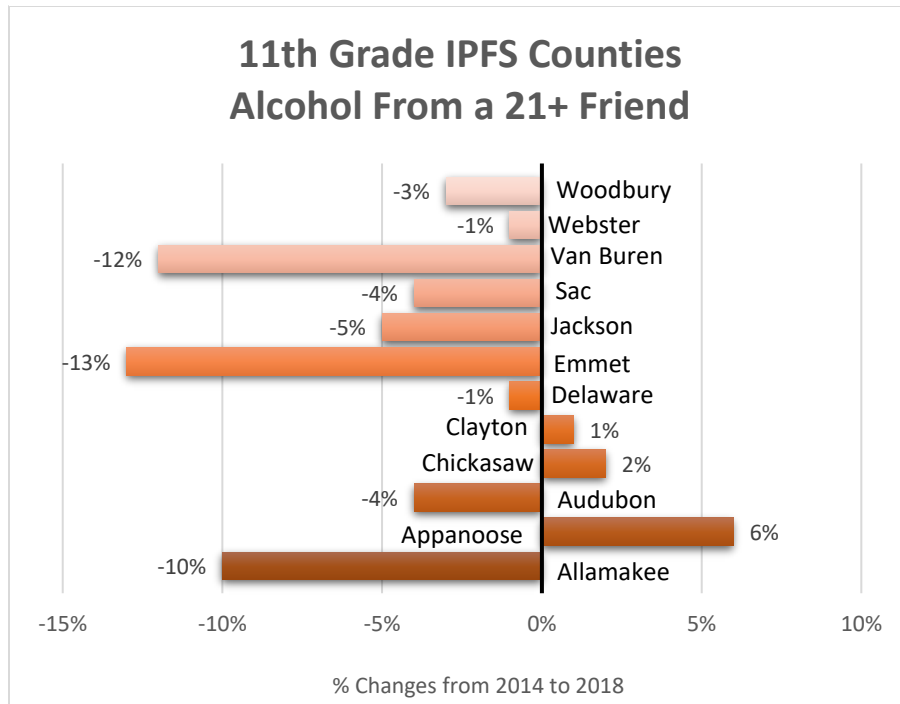 11th Grade IPFS Counties
Alcohol From a 21+ Friend
-3% Woodbury
-1% Webster
-12% Van Buren
-4% Sac
-5% Jackson
-13% Emmet
-1% Delaware
Clayton 1%
Chickasaw 2%
-4% Audubon
Appanoose 6%
-10% Allamakee
-15% -10% -5% 0% 5% 10%
% Changes from 2014 to 2018